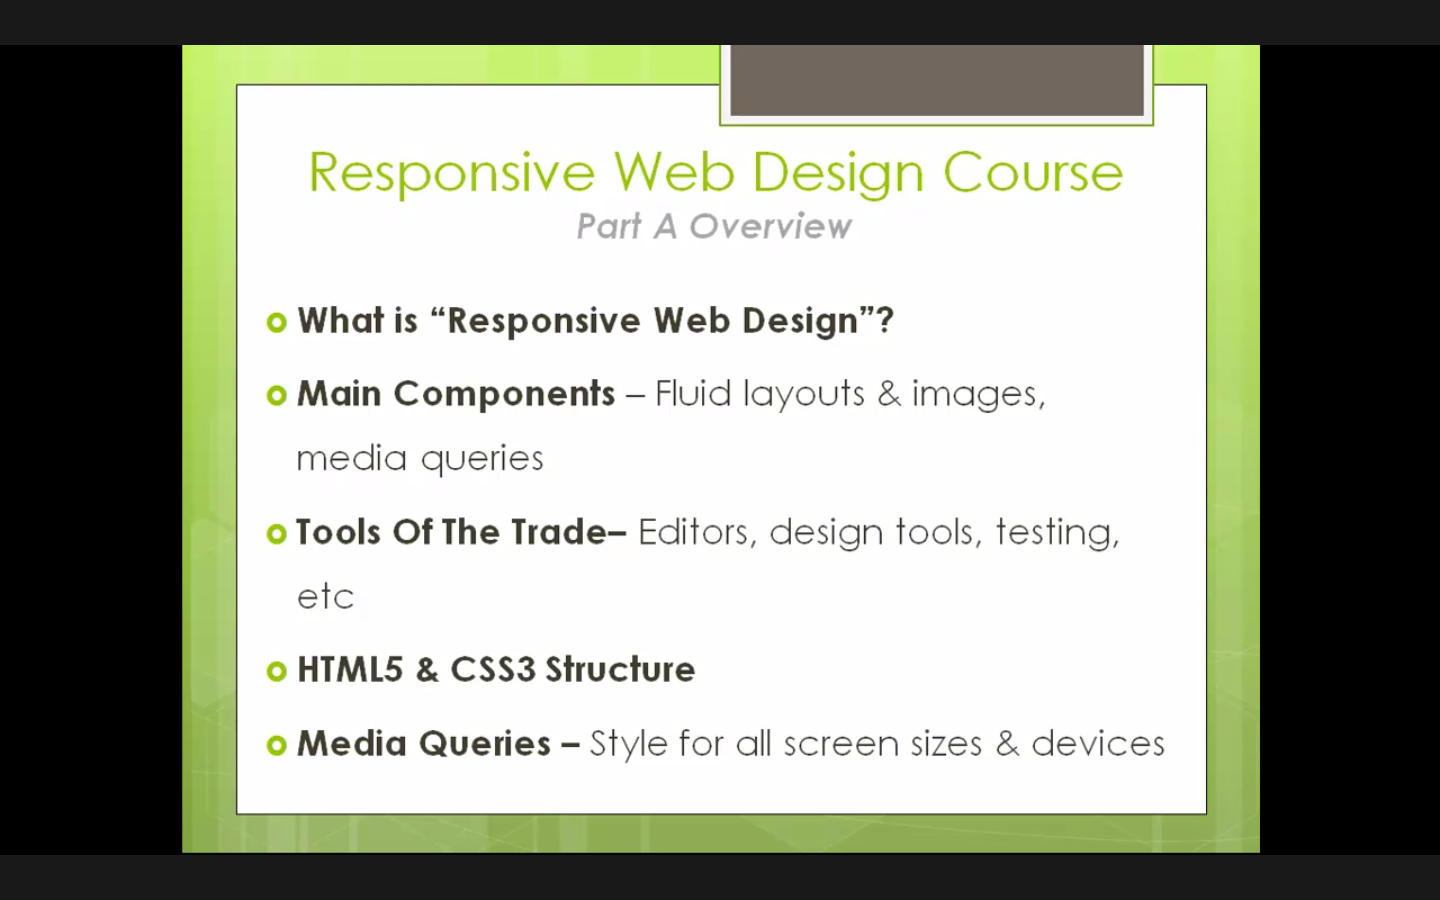 Responsive Web Design Course
Part A Overview
What is “Responsive Web Design”?
Main Components – Fluid layouts & images,
media queries
Tools Of The Trade– Editors, design tools, testing,
etc
HTML5 & CSS3 Structure
Media Queries – Style for all screen sizes & devices